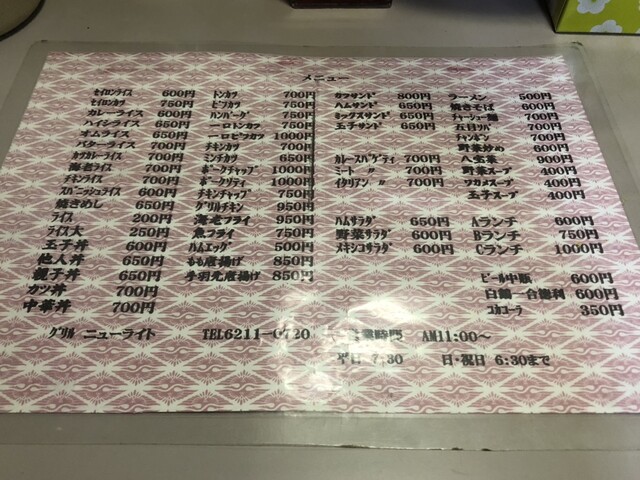 メニュー
セイロンライス 600円
セイロンカツ 750円
カレーライス 600円
ハイシライス 650円
オムライス 650円
バターライス 700円
カツカレーライス 700円
海老ライス 700円
チキンライス 700円
スパニッシュライス 600円
焼きめし 650円
ライス 200円
ライス大 250円
玉子丼 600円
他人丼 650円
親子丼 650円
カツ丼 700円
中華丼 700円
トンカツ 700円
ビフカツ 750円
ハンバーグ 750円
一口トンカツ 750円
一口ビフカツ 1000円
チキンカツ 700円
ミンチカツ 650円
ポークチャップ 1000円
ポークソティ 1000円
チキンチャップ 750円
グリルチキン 950円
海老フライ 950円
魚フライ 750円
ハムエッグ 500円
もも唐揚げ 850円
手羽先唐揚げ 850円
カツサンド 800円
ハムサンド 650円
ミックスサンド 650円
玉子サンド 650円
カレースパゲティ 700円
ミート 〃 700円
イタリアン 〃 700円
ハムサラダ 650円
野菜サラダ 600円
メキシコサラダ 600円
ラーメン 500円
焼きそば 600円
チャーシュー麺 700円
五目ソバ 700円
チャンポン 700円
野菜炒め 600円
八宝菜 900円
野菜スープ 400円
ワカメスープ 400円
玉子スープ 400円
Aランチ 600円
Bランチ 750円
Cランチ 1000円
ビール中瓶 600円
白鶴一合徳利 600円
コカコーラ 350円
グリル ニューライト TEL6211-0720 営業時間 AM11:00~
平日 7:30 日・祝日 6:30まで